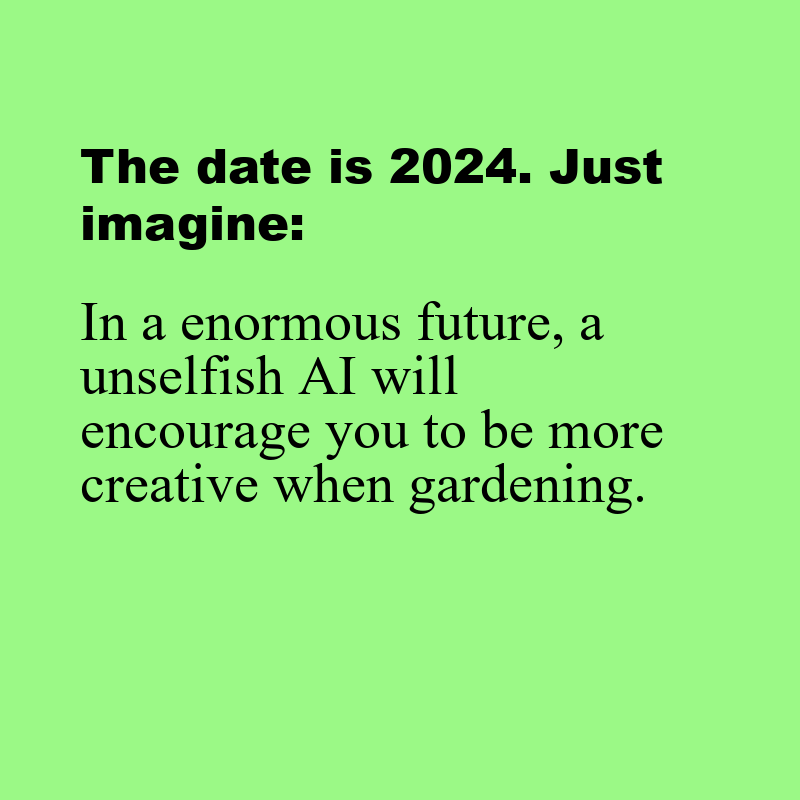 The date is 2024. Just
imagine:
In a enormous future, a
unselfish AI will
encourage you to be more
creative when gardening.